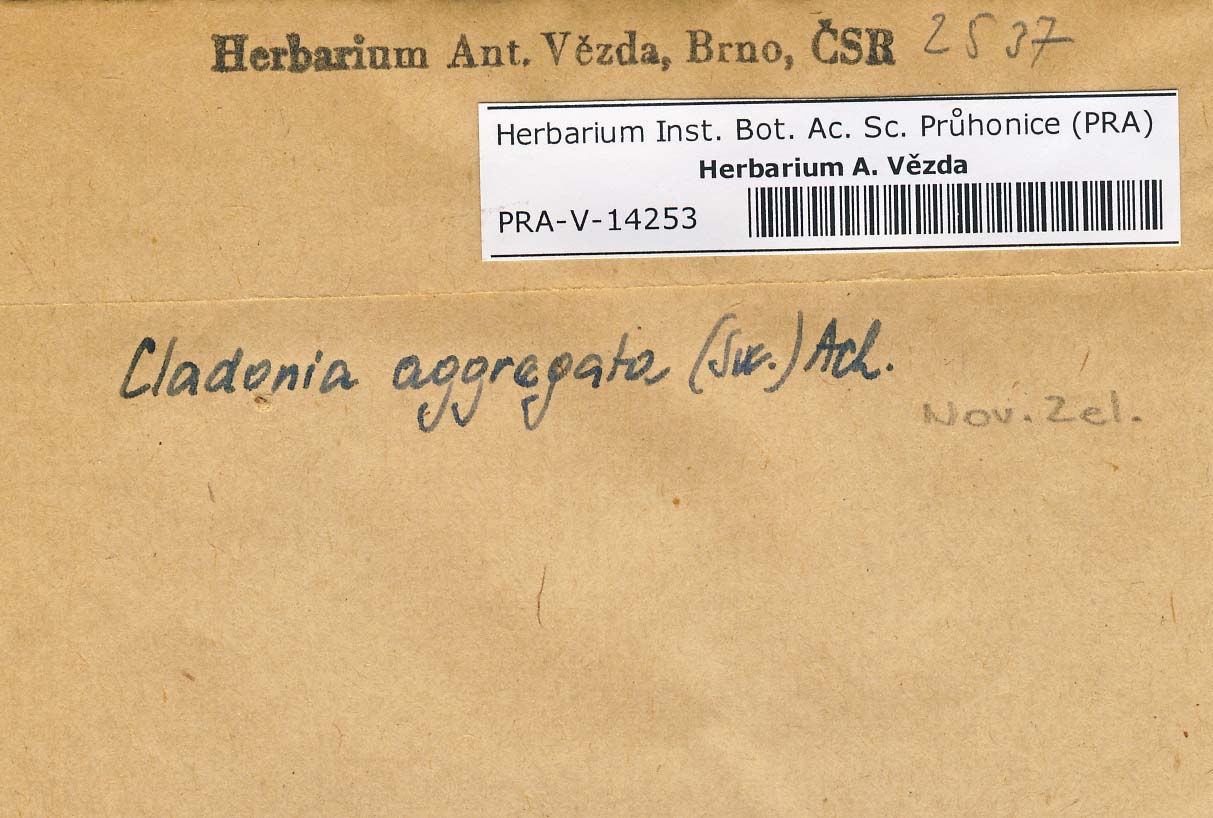 Herbarium Ant. Vězda, Brno, ČSR 2537
Herbarium Inst. Bot. Ac. Sc. Průhonice (PRA)
Herbarium A. Vězda
PRA-V-14253
Cladonia aggregata (Sw.) Ach.
Nov. Zel.